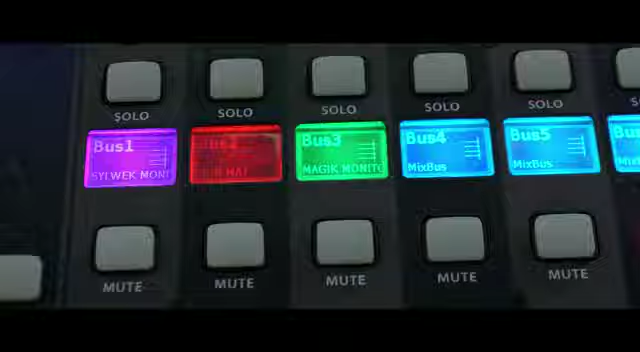 SOLO SOLO SOLO SOLO SOLO
Bus1 Bus2 Bus3 Bus4 Bus5
SYLWEK MONI MAGIK MONITO MixBus MixBus
MUTE MUTE MUTE MUTE MUTE